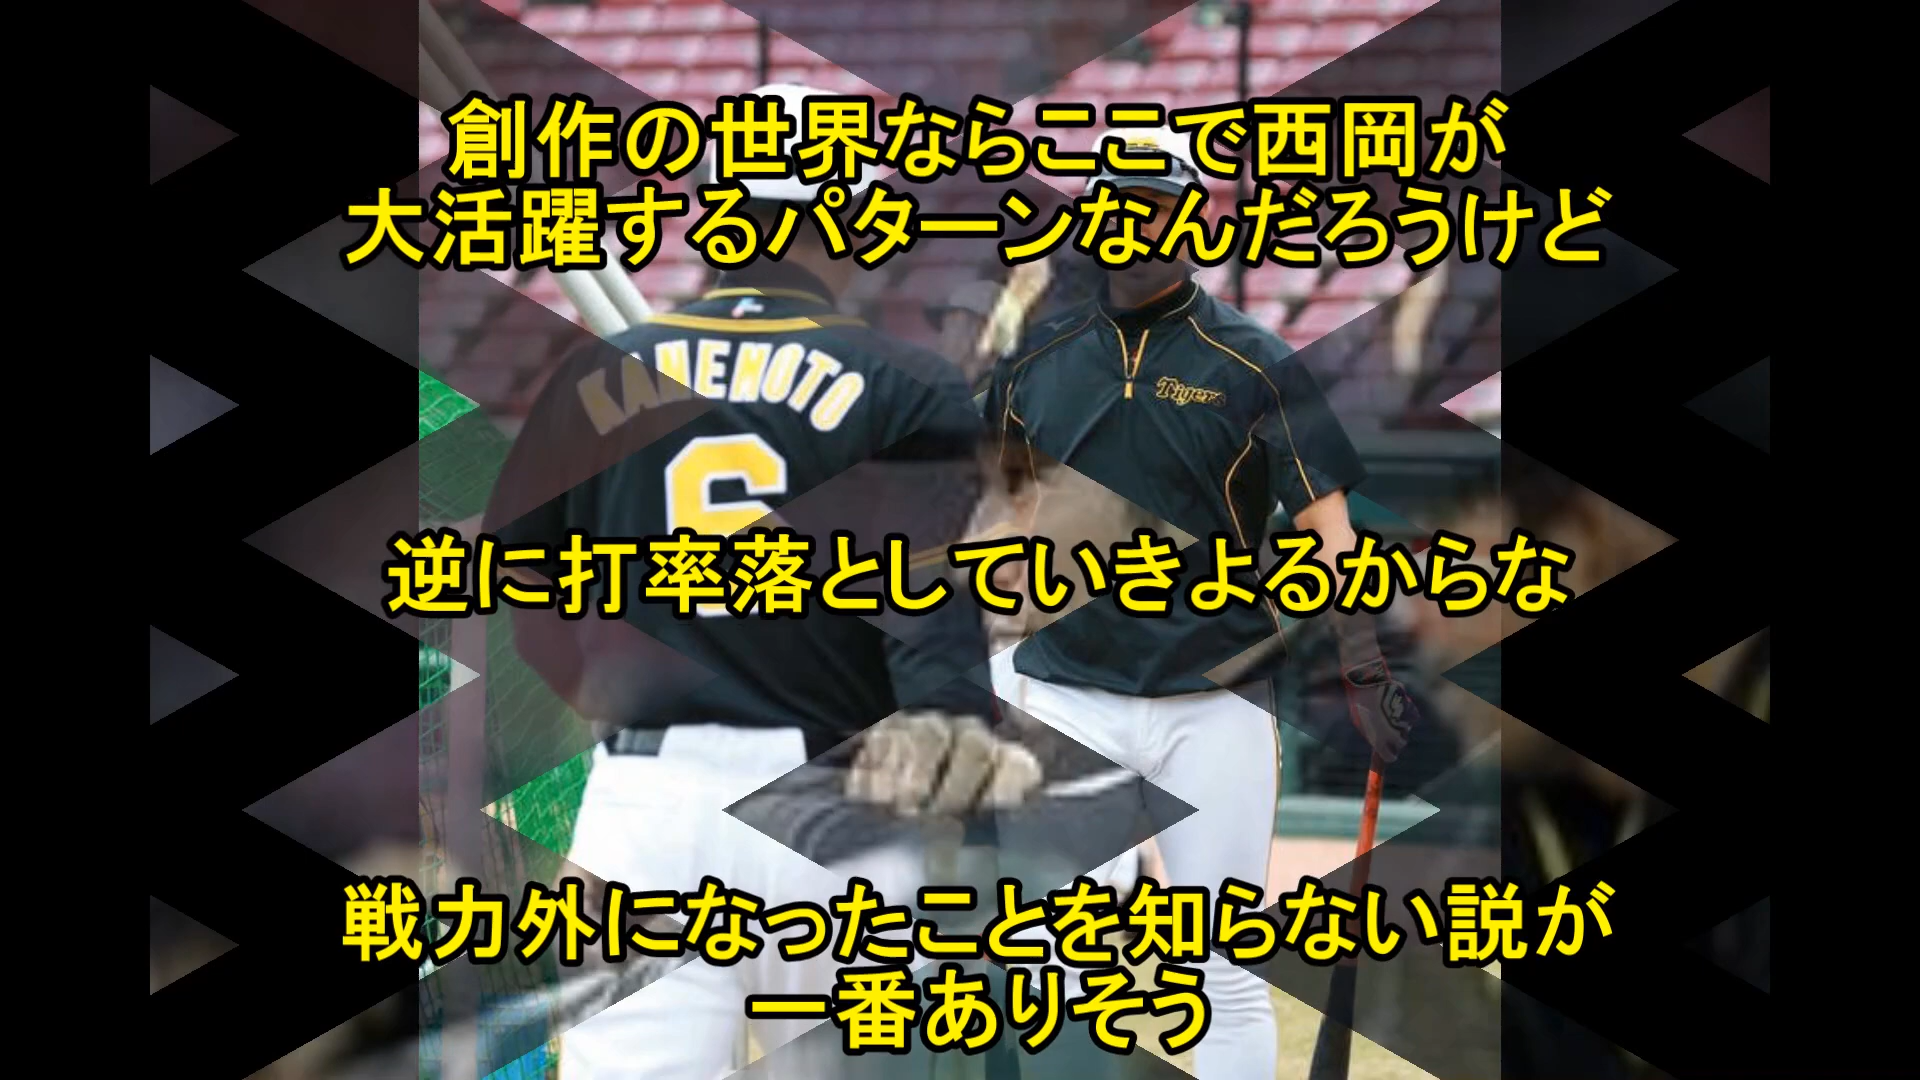 創作の世界ならここで西岡が
大活躍するパターンなんだろうけど
KANEMOTO
Tigers
6
逆に打率落としていきよるからな
戦力外になったことを知らない説が
一番ありそう